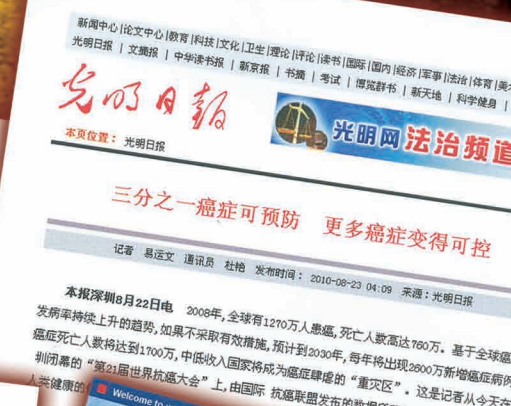 新闻中心|论文中心|教育|科技|文化|卫生|理论|评论|读书|国际|国内|经济|军事|法治|体育|美
光明日报 | 文摘报 | 中华读书报 | 新京报 | 书摘 | 考试 | 博览群书 | 新天地 | 科学健身 |
光明日报
光明网 法治频道
本页位置: 光明日报
三分之一癌症可预防 更多癌症变得可控
记者 易运文 通讯员 杜艳 发布时间: 2010-08-23 04:09 来源: 光明日报
本报深圳8月22日电 2008年,全球有1270万人患癌,死亡人数高达760万。基于全球癌
发病率持续上升的趋势,如果不采取有效措施,预计到2030年,每年将出现2600万新增癌症病
癌症死亡人数将达到1700万,中低收入国家将成为癌症肆虐的“重灾区”。这是记者从今天在
圳闭幕的“第21届世界抗癌大会”上,由国际 抗癌联盟发布的数据
人类健康的
Welcome to